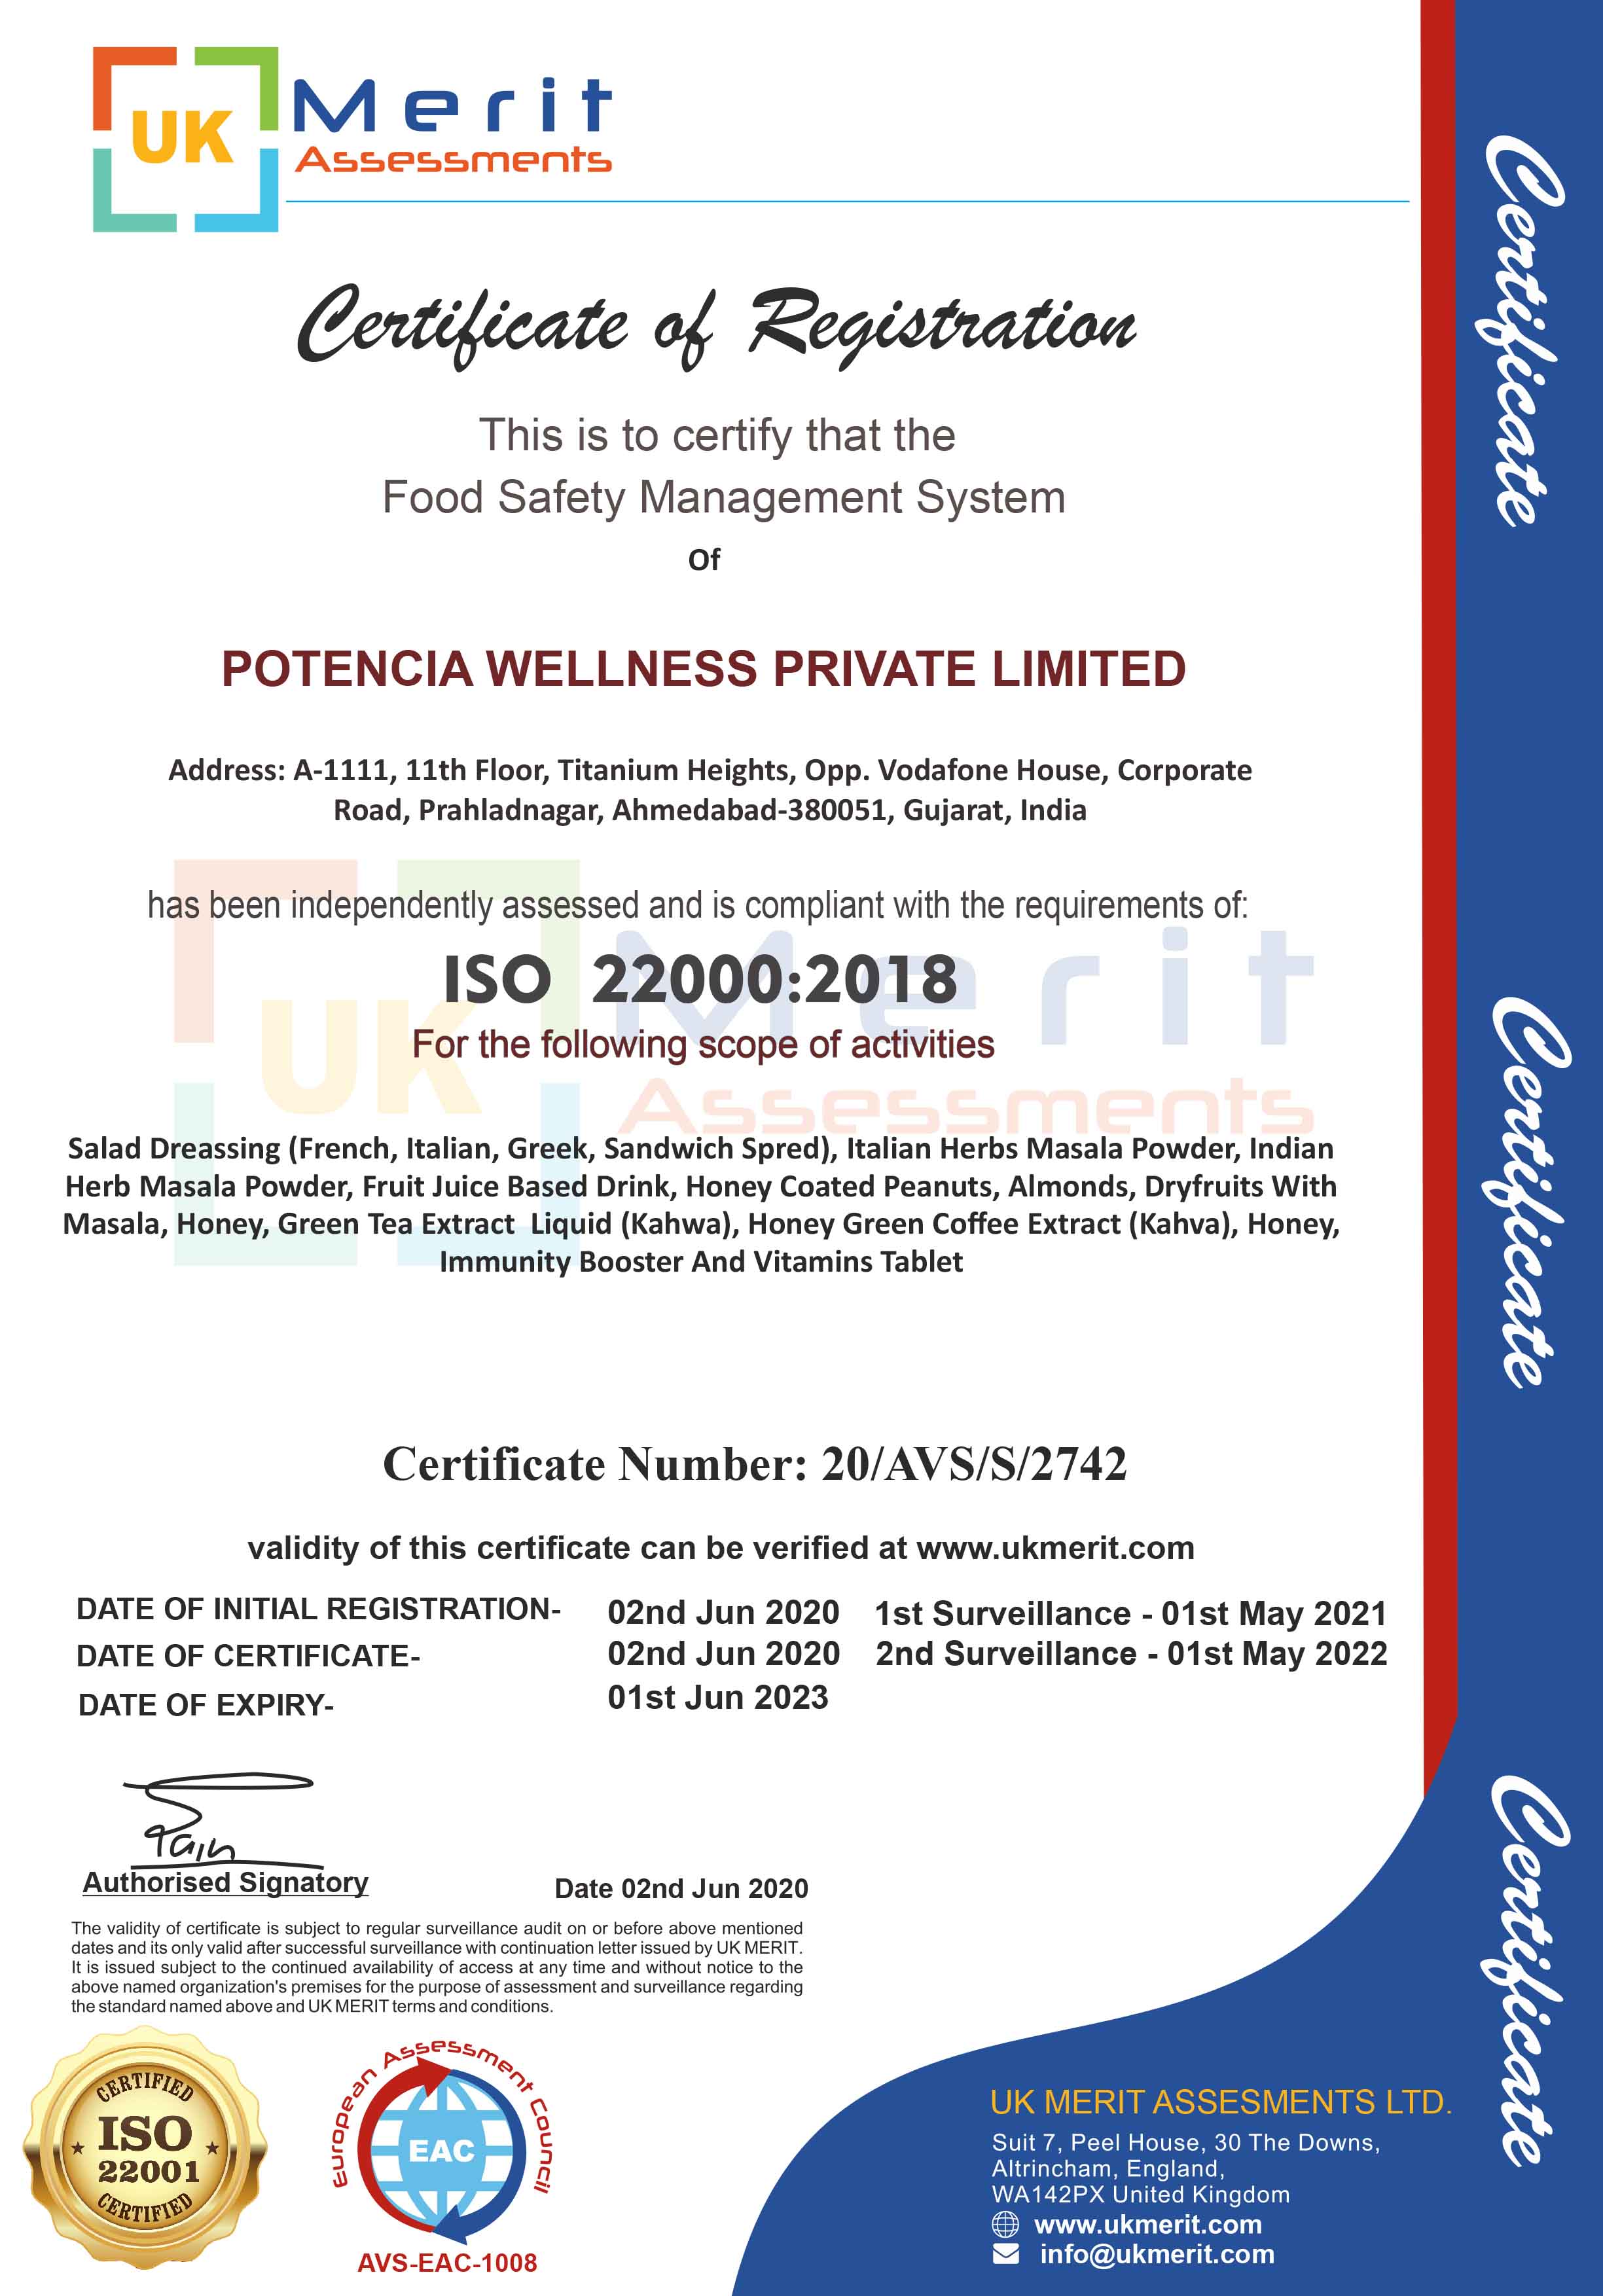 UK
Merit
Assessments
Certificate of Registration
This is to certify that the
Food Safety Management System
Of
POTENCIA WELLNESS PRIVATE LIMITED
Address: A-1111, 11th Floor, Titanium Heights, Opp. Vodafone House, Corporate
Road, Prahladnagar, Ahmedabad-380051, Gujarat, India
has been independently assessed and is compliant with the requirements of:
ISO 22000:2018
For the following scope of activities
UK
Merit
Assessments
Salad Dreassing (French, Italian, Greek, Sandwich Spred), Italian Herbs Masala Powder, Indian
Herb Masala Powder, Fruit Juice Based Drink, Honey Coated Peanuts, Almonds, Dryfruits With
Masala, Honey, Green Tea Extract Liquid (Kahwa), Honey Green Coffee Extract (Kahva), Honey,
Immunity Booster And Vitamins Tablet
Certificate Number: 20/AVS/S/2742
validity of this certificate can be verified at www.ukmerit.com
DATE OF INITIAL REGISTRATION- 02nd Jun 2020 1st Surveillance - 01st May 2021
DATE OF CERTIFICATE- 02nd Jun 2020 2nd Surveillance - 01st May 2022
DATE OF EXPIRY- 01st Jun 2023
Authorised Signatory
Date 02nd Jun 2020
The validity of certificate is subject to regular surveillance audit on or before above mentioned
dates and its only valid after successful surveillance with continuation letter issued by UK MERIT.
It is issued subject to the continued availability of access at any time and without notice to the
above named organization's premises for the purpose of assessment and surveillance regarding
the standard named above and UK MERIT terms and conditions.
CERTIFIED
ISO
22001
CERTIFIED
European Assessment Council
EAC
AVS-EAC-1008
UK MERIT ASSESMENTS LTD.
Suit 7, Peel House, 30 The Downs,
Altrincham, England,
WA142PX United Kingdom
www.ukmerit.com
info@ukmerit.com
Certificate
Certificate
Certificate